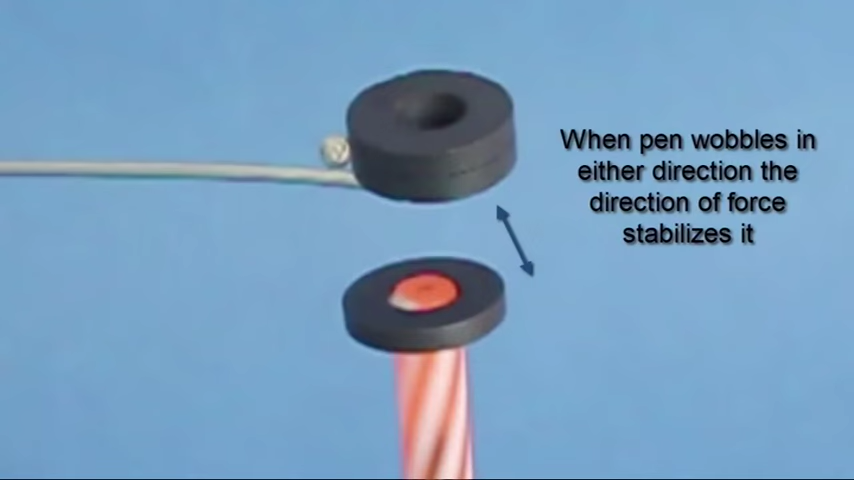 When pen wobbles in
either direction the
direction of force
stabilizes it